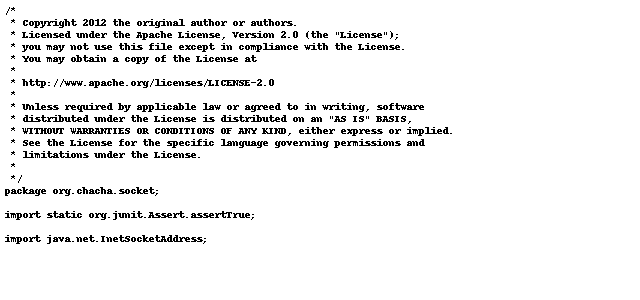 /*
 * Copyright 2012 the original author or authors.
 * Licensed under the Apache License, Version 2.0 (the "License");
 * you may not use this file except in compliance with the License.
 * You may obtain a copy of the License at
 *
 * http://www.apache.org/licenses/LICENSE-2.0
 *
 * Unless required by applicable law or agreed to in writing, software
 * distributed under the License is distributed on an "AS IS" BASIS,
 * WITHOUT WARRANTIES OR CONDITIONS OF ANY KIND, either express or implied.
 * See the License for the specific language governing permissions and
 * limitations under the License.
 *
 */
package org.chacha.socket;

import static org.junit.Assert.assertTrue;

import java.net.InetSocketAddress;